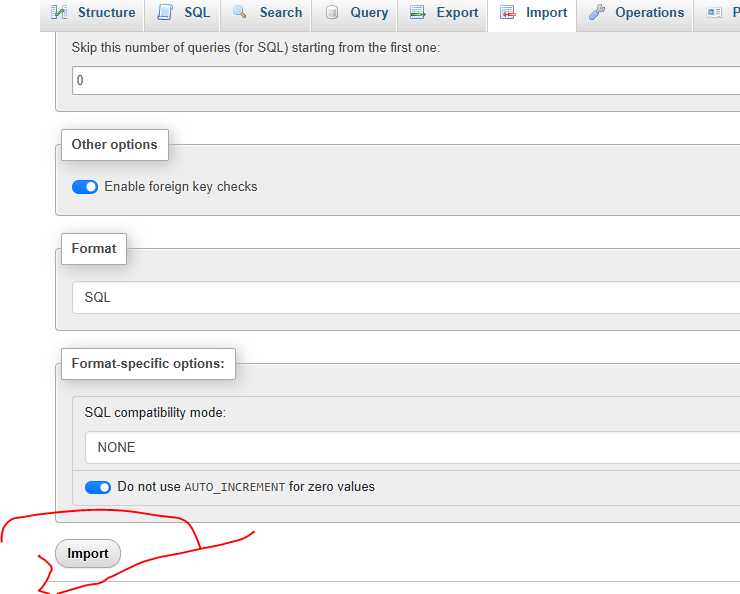 Structure SQL Search Query Export Import Operations P
Skip this number of queries (for SQL) starting from the first one:
0
Other options
Enable foreign key checks
Format
SQL
Format-specific options:
SQL compatibility mode:
NONE
Do not use AUTO_INCREMENT for zero values
Import